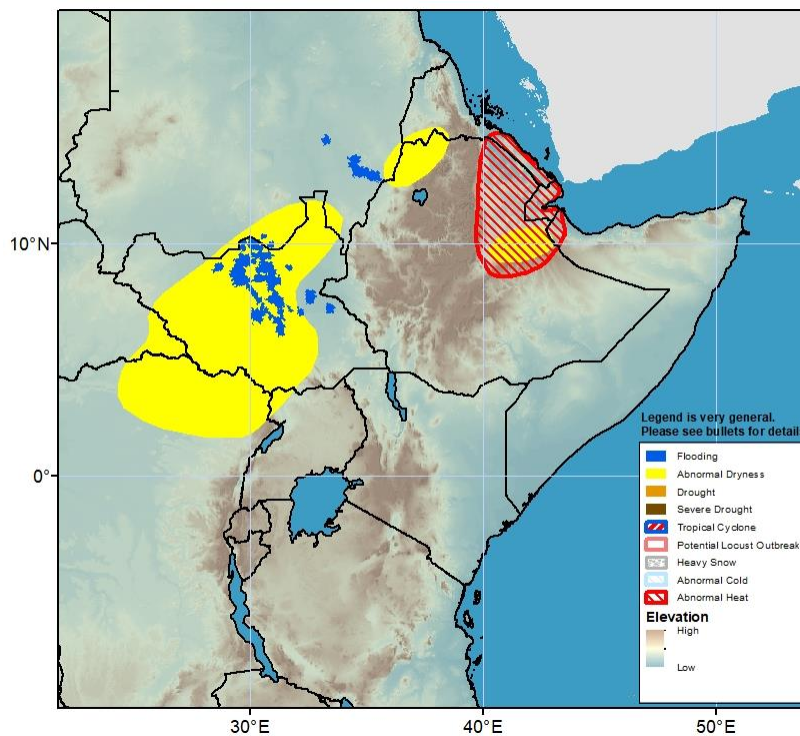 10°N
0°
30°E
40°E
50°E
Legend is very general.
Please see bullets for detail
Flooding
Abnormal Dryness
Drought
Severe Drought
Tropical Cyclone
Potential Locust Outbreak
Heavy Snow
Abnormal Cold
Abnormal Heat
Elevation
High
Low